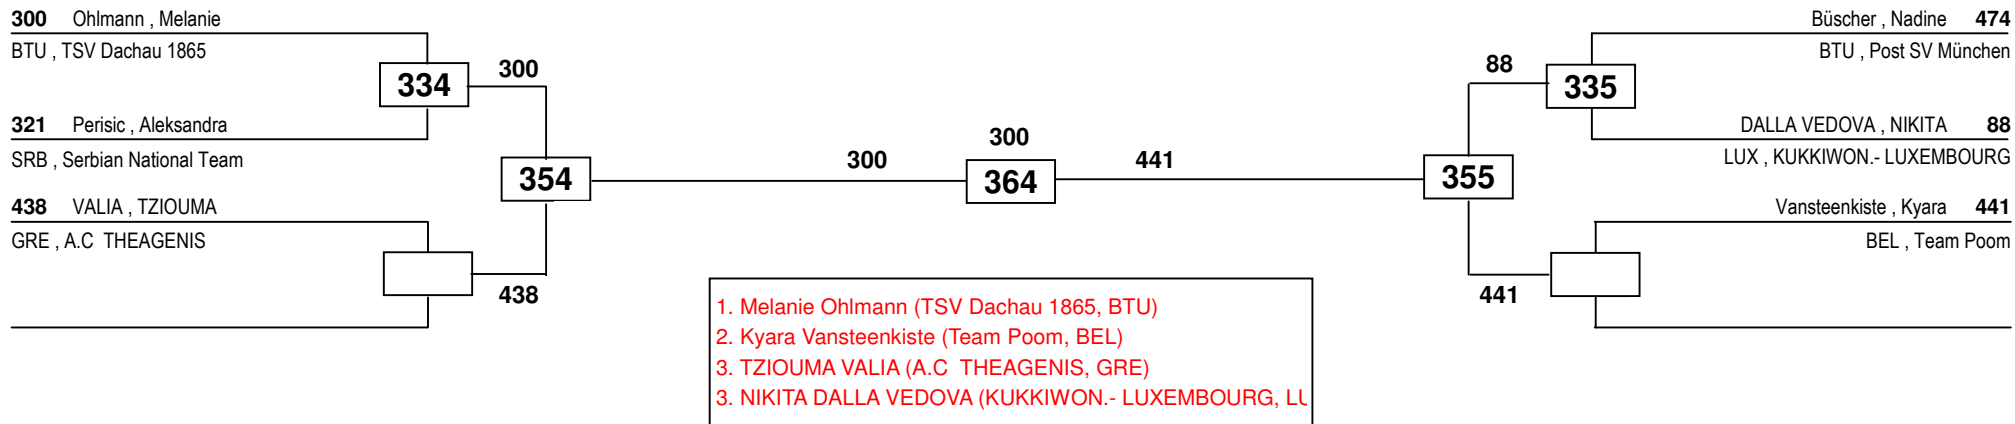 300 Ohlmann , Melanie
BTU , TSV Dachau 1865
334
300
321 Perisic , Aleksandra
SRB , Serbian National Team
354
438 VALIA , TZIOUMA
GRE , A.C THEAGENIS
438
300
300
364
441
Büscher , Nadine 474
BTU , Post SV München
88
335
DALLA VEDOVA , NIKITA 88
LUX , KUKKIWON.- LUXEMBOURG
355
Vansteenkiste , Kyara 441
BEL , Team Poom
441
1. Melanie Ohlmann (TSV Dachau 1865, BTU)
2. Kyara Vansteenkiste (Team Poom, BEL)
3. TZIOUMA VALIA (A.C THEAGENIS, GRE)
3. NIKITA DALLA VEDOVA (KUKKIWON.- LUXEMBOURG, LU